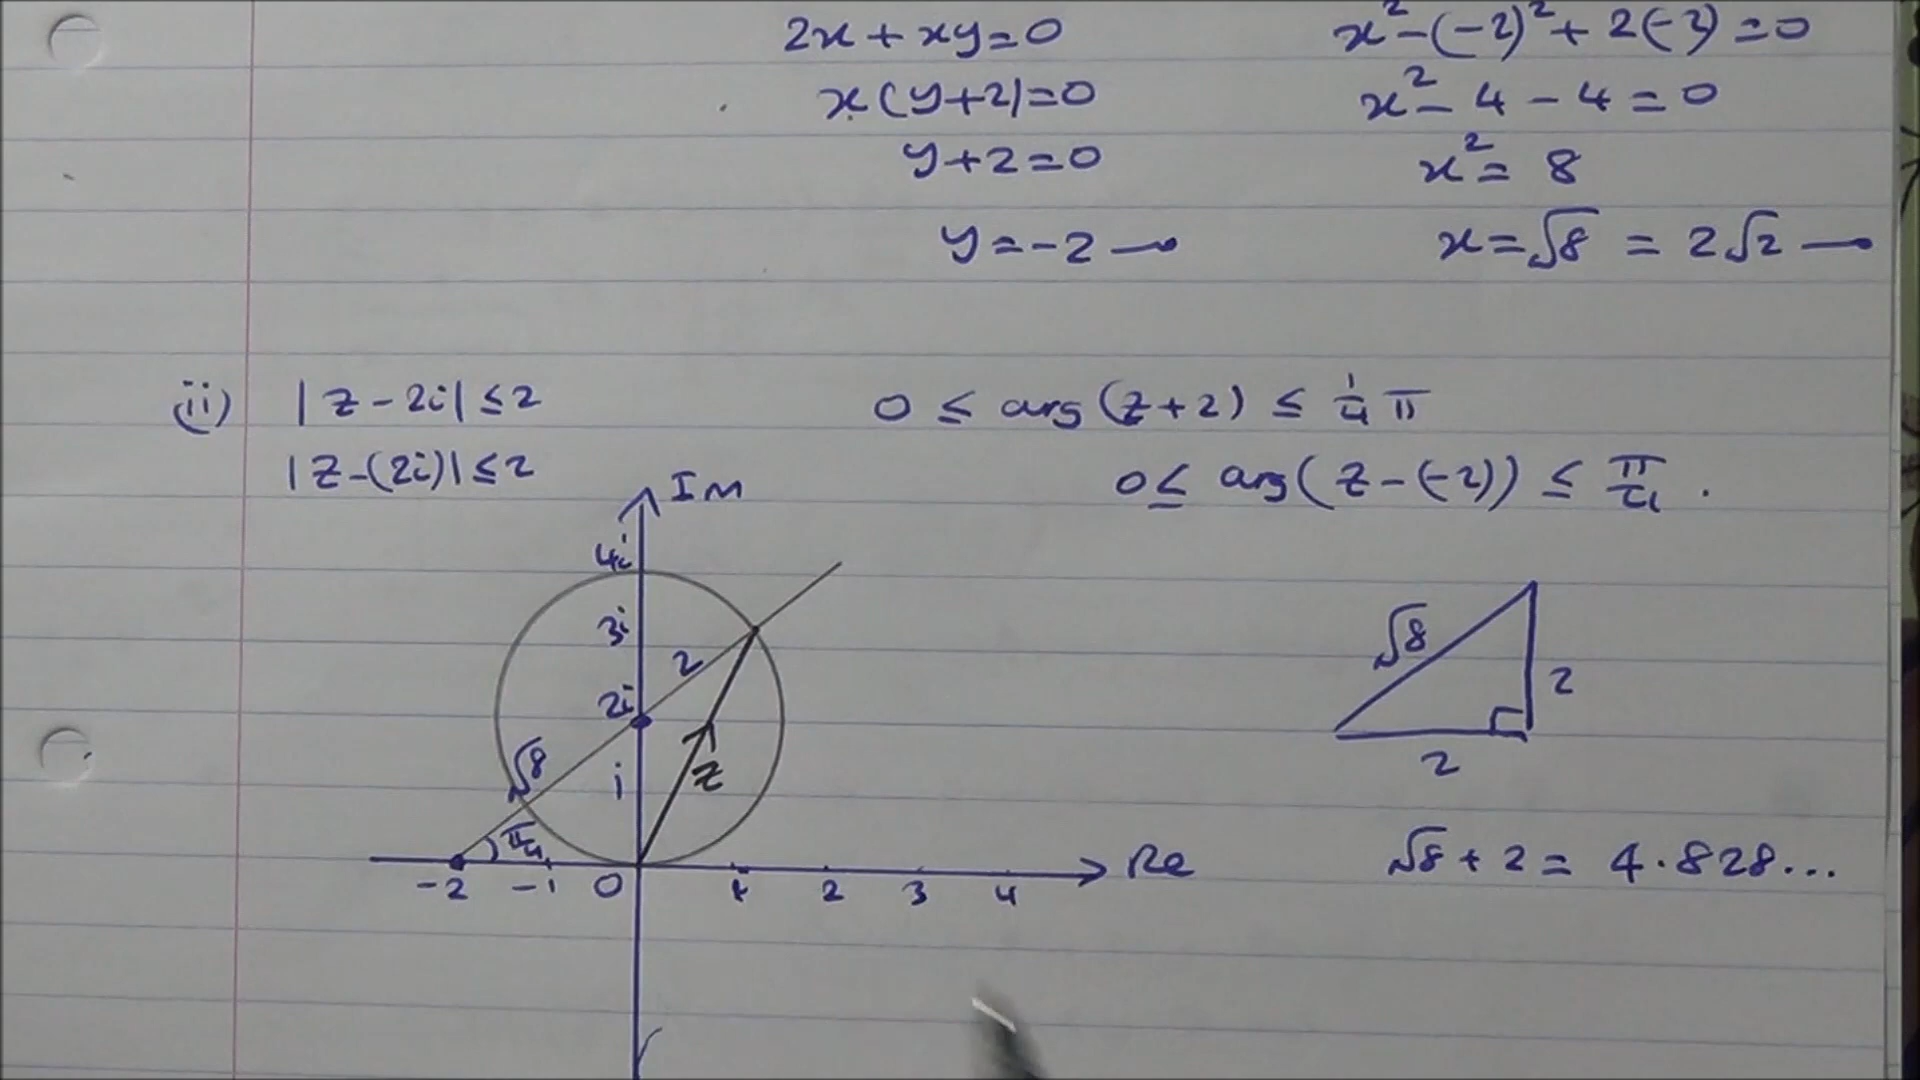 2x + xy = 0
x(y+2)=0
y+2=0
y = -2
x² - (-2)² + 2(-2) = 0
x² - 4 - 4 = 0
x² = 8
x = √8 = 2√2
(ii) |z - 2i| ≤ 2
|z - (2i)| ≤ 2
0 ≤ arg(z+2) ≤ ¼ π
0 ≤ arg(z - (-2)) ≤ π/4 .
Im
4i
3i
2
2i
√8
i
z
π/4
-2 -1 0 1 2 3 4
Re
√8
2
2
√8 + 2 = 4.828...